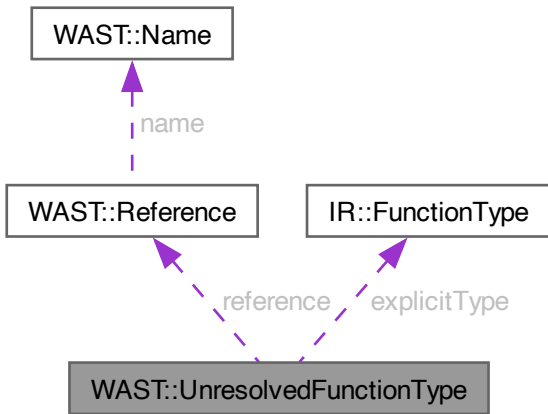 WAST::Name
name
WAST::Reference
IR::FunctionType
reference
explicitType
WAST::UnresolvedFunctionType